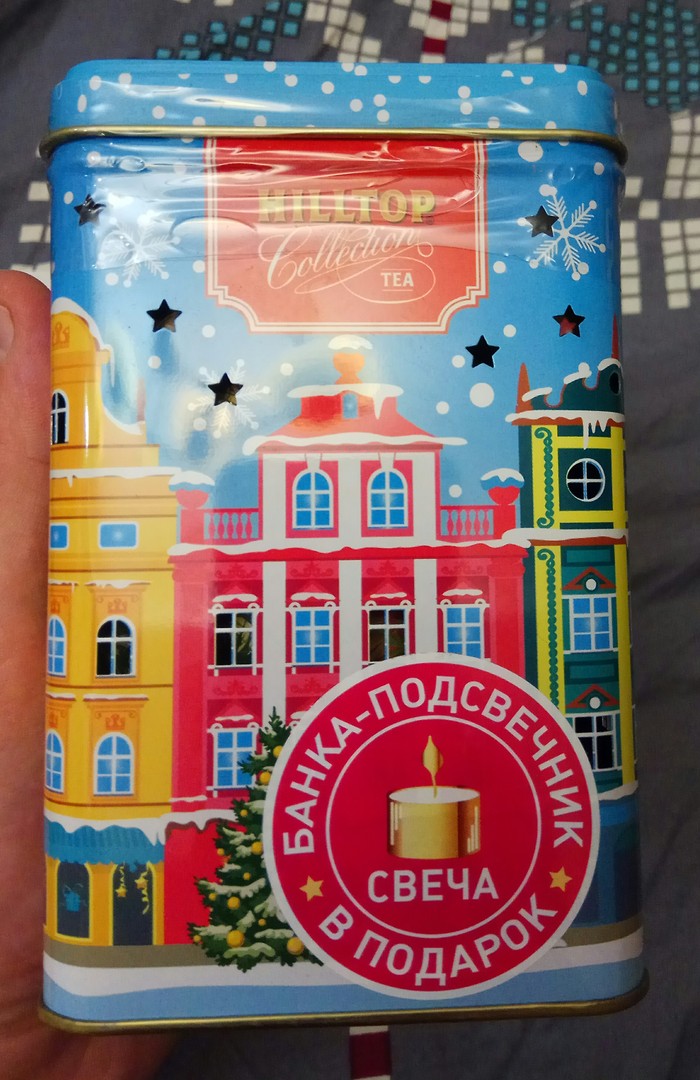 HILLTOP
Collection
TEA
БАНКА-ПОДСВЕЧНИК
СВЕЧА
В ПОДАРОК